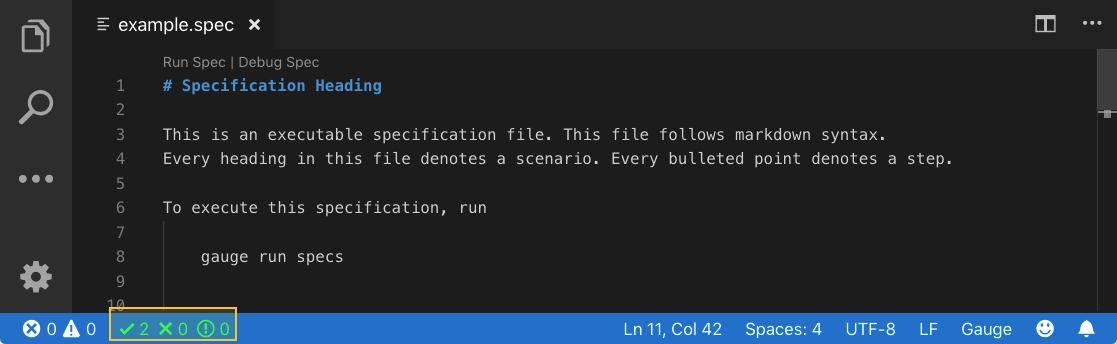 example.spec
Run Spec | Debug Spec
1 # Specification Heading
2
3 This is an executable specification file. This file follows markdown syntax.
4 Every heading in this file denotes a scenario. Every bulleted point denotes a step.
5
6 To execute this specification, run
7
8 gauge run specs
9
10
0 0 2 0 0 Ln 11, Col 42 Spaces: 4 UTF-8 LF Gauge